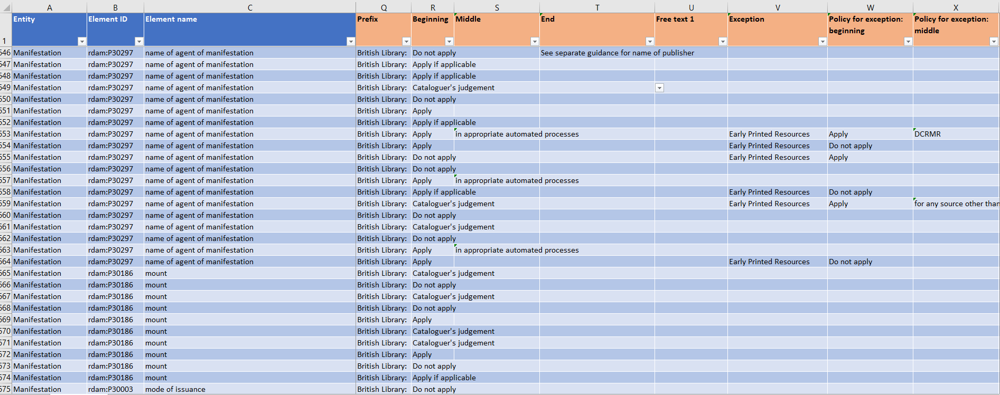 A B C Q R S T U V W X
1 Entity Element ID Element name Prefix Beginning Middle End Free text 1 Exception Policy for exception: beginning Policy for exception: middle
546 Manifestation rdam:P30297 name of agent of manifestation British Library: Do not apply See separate guidance for name of publisher
547 Manifestation rdam:P30297 name of agent of manifestation British Library: Apply if applicable
548 Manifestation rdam:P30297 name of agent of manifestation British Library: Apply if applicable
549 Manifestation rdam:P30297 name of agent of manifestation British Library: Cataloguer's judgement
550 Manifestation rdam:P30297 name of agent of manifestation British Library: Do not apply
551 Manifestation rdam:P30297 name of agent of manifestation British Library: Apply
552 Manifestation rdam:P30297 name of agent of manifestation British Library: Apply if applicable
553 Manifestation rdam:P30297 name of agent of manifestation British Library: Apply in appropriate automated processes Early Printed Resources Apply DCRMR
554 Manifestation rdam:P30297 name of agent of manifestation British Library: Apply Early Printed Resources Do not apply
555 Manifestation rdam:P30297 name of agent of manifestation British Library: Do not apply Early Printed Resources Apply
556 Manifestation rdam:P30297 name of agent of manifestation British Library: Do not apply
557 Manifestation rdam:P30297 name of agent of manifestation British Library: Apply in appropriate automated processes
558 Manifestation rdam:P30297 name of agent of manifestation British Library: Apply if applicable Early Printed Resources Do not apply
559 Manifestation rdam:P30297 name of agent of manifestation British Library: Cataloguer's judgement Early Printed Resources Apply for any source other than
560 Manifestation rdam:P30297 name of agent of manifestation British Library: Do not apply
561 Manifestation rdam:P30297 name of agent of manifestation British Library: Cataloguer's judgement
562 Manifestation rdam:P30297 name of agent of manifestation British Library: Do not apply
563 Manifestation rdam:P30297 name of agent of manifestation British Library: Apply in appropriate automated processes
564 Manifestation rdam:P30297 name of agent of manifestation British Library: Apply Early Printed Resources Do not apply
565 Manifestation rdam:P30186 mount British Library: Cataloguer's judgement
566 Manifestation rdam:P30186 mount British Library: Do not apply
567 Manifestation rdam:P30186 mount British Library: Cataloguer's judgement
568 Manifestation rdam:P30186 mount British Library: Do not apply
569 Manifestation rdam:P30186 mount British Library: Apply
570 Manifestation rdam:P30186 mount British Library: Cataloguer's judgement
571 Manifestation rdam:P30186 mount British Library: Cataloguer's judgement
572 Manifestation rdam:P30186 mount British Library: Apply
573 Manifestation rdam:P30186 mount British Library: Do not apply
574 Manifestation rdam:P30186 mount British Library: Apply if applicable
575 Manifestation rdam:P30003 mode of issuance British Library: Do not apply